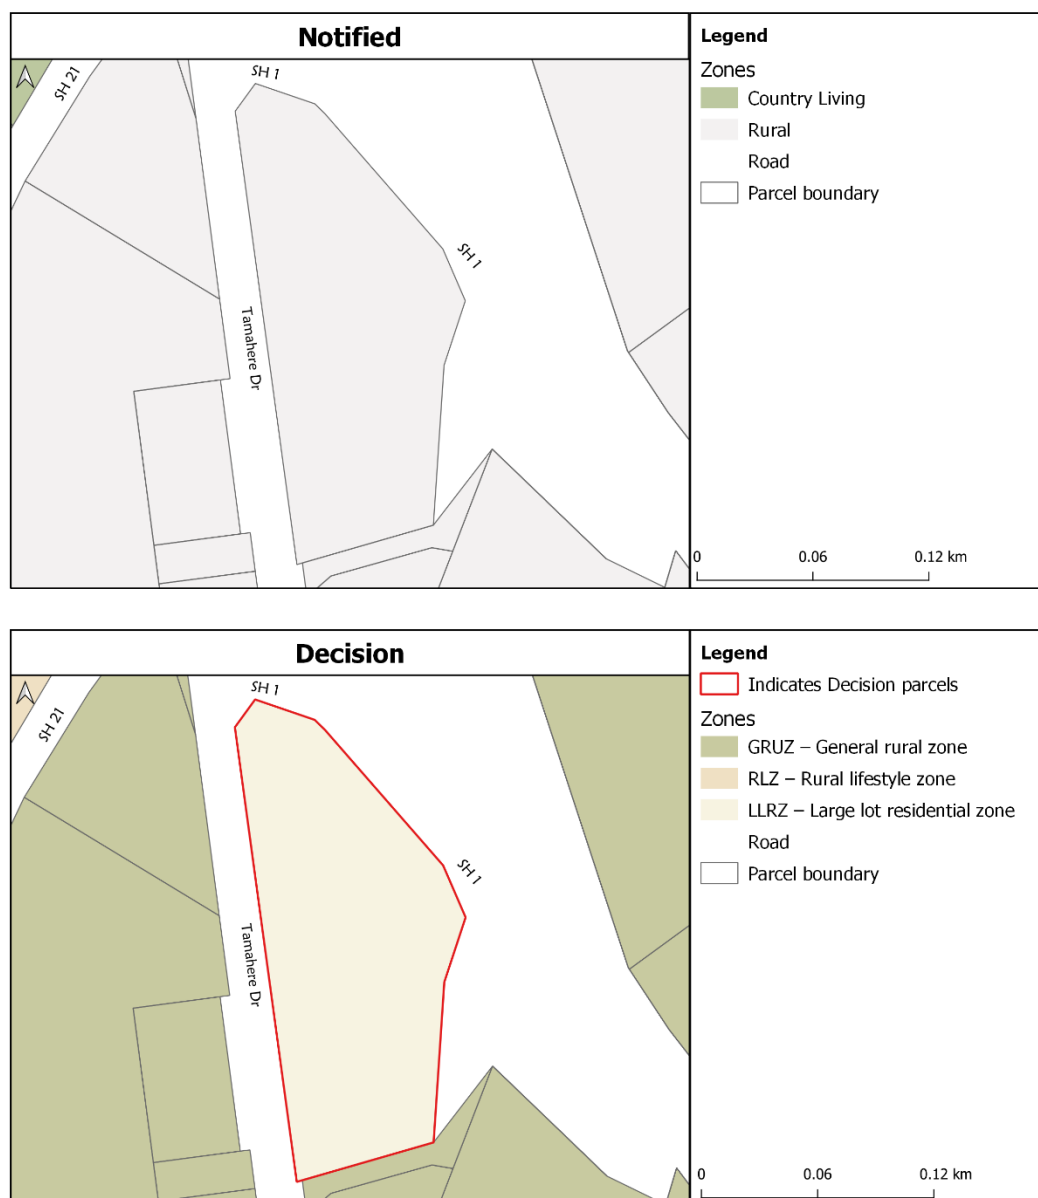 Notified
SH 21
SH 1
SH 1
Tamahere Dr
Legend
Zones
Country Living
Rural
Road
Parcel boundary
0 0.06 0.12 km
Decision
SH 21
SH 1
SH 1
Tamahere Dr
Legend
Indicates Decision parcels
Zones
GRUZ – General rural zone
RLZ – Rural lifestyle zone
LLRZ – Large lot residential zone
Road
Parcel boundary
0 0.06 0.12 km